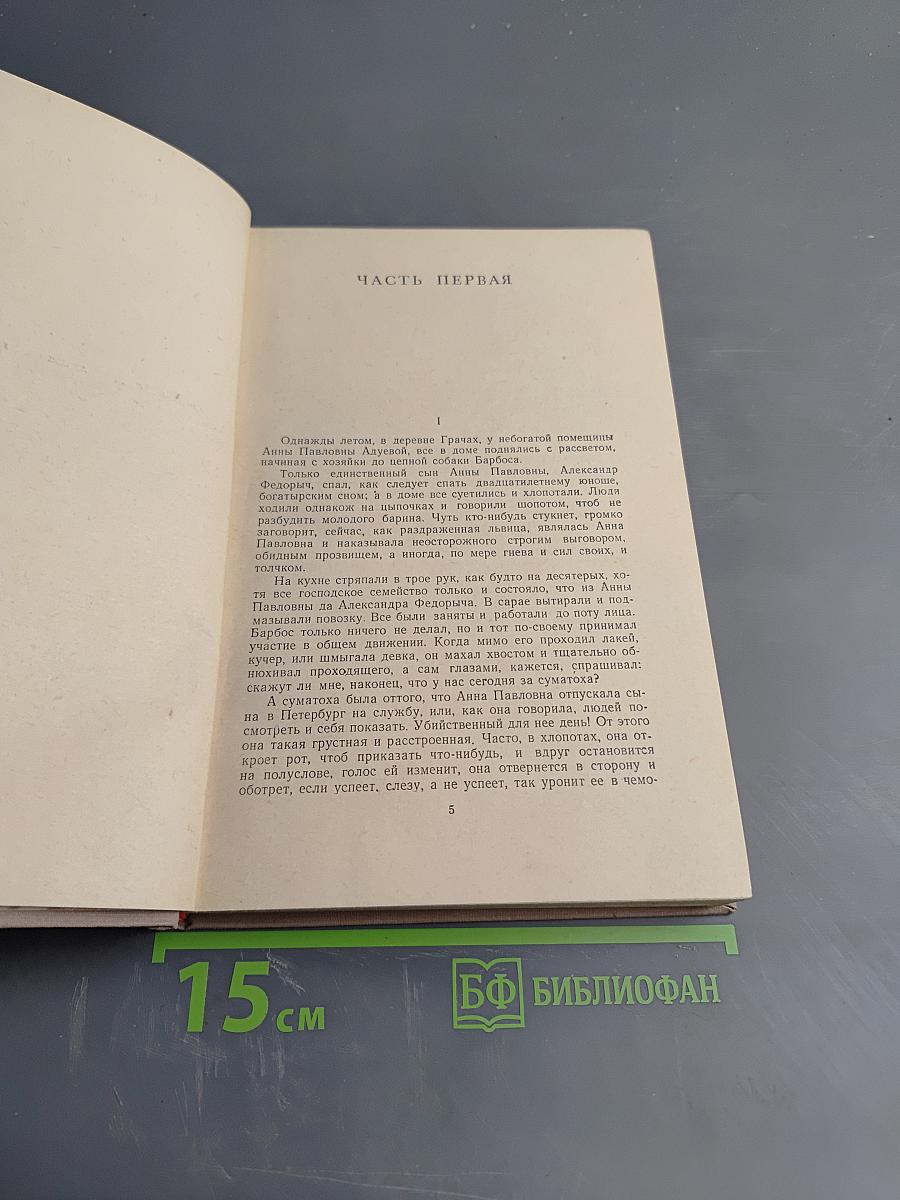 ЧАСТЬ ПЕРВАЯ
I
Однажды летом, в деревне Грачах, у небогатой помещицы
Анны Павловны Адуевой, все в доме поднялись с рассветом,
начиная с хозяйки до цепной собаки Барбоса.
Только единственный сын Анны Павловны, Александр
Федорыч, спал, как следует спать двадцатилетнему юноше,
богатырским сном; а в доме все суетились и хлопотали. Люди
ходили однакож на цыпочках и говорили шопотом, чтоб не
разбудить молодого барина. Чуть кто-нибудь стукнет, громко
заговорит, сейчас, как раздраженная львица, являлась Анна
Павловна и наказывала неосторожного строгим выговором,
обидным прозвищем, а иногда, по мере гнева и сил своих, и
толчком.
На кухне стряпали в трое рук, как будто на десятерых, хо-
тя все господское семейство только и состояло, что из Анны
Павловны да Александра Федорыча. В сарае вытирали и под-
мазывали повозку. Все были заняты и работали до поту лица.
Барбос только ничего не делал, но и тот по-своему принимал
участие в общем движении. Когда мимо его проходил лакей,
кучер, или шмыгала девка, он махал хвостом и тщательно об-
нюхивал проходящего, а сам глазами, кажется, спрашивал:
скажут ли мне, наконец, что у нас сегодня за суматоха?
А суматоха была оттого, что Анна Павловна отпускала сы-
на в Петербург на службу, или, как она говорила, людей по-
смотреть и себя показать. Убийственный для нее день! От этого
она такая грустная и расстроенная. Часто, в хлопотах, она от-
кроет рот, чтоб приказать что-нибудь, и вдруг остановится
на полуслове, голос ей изменит, она отвернется в сторону и
оботрет, если успеет, слезу, а не успеет, так уронит ее в чемо-
5
15 см
БФ БИБЛИОФАН